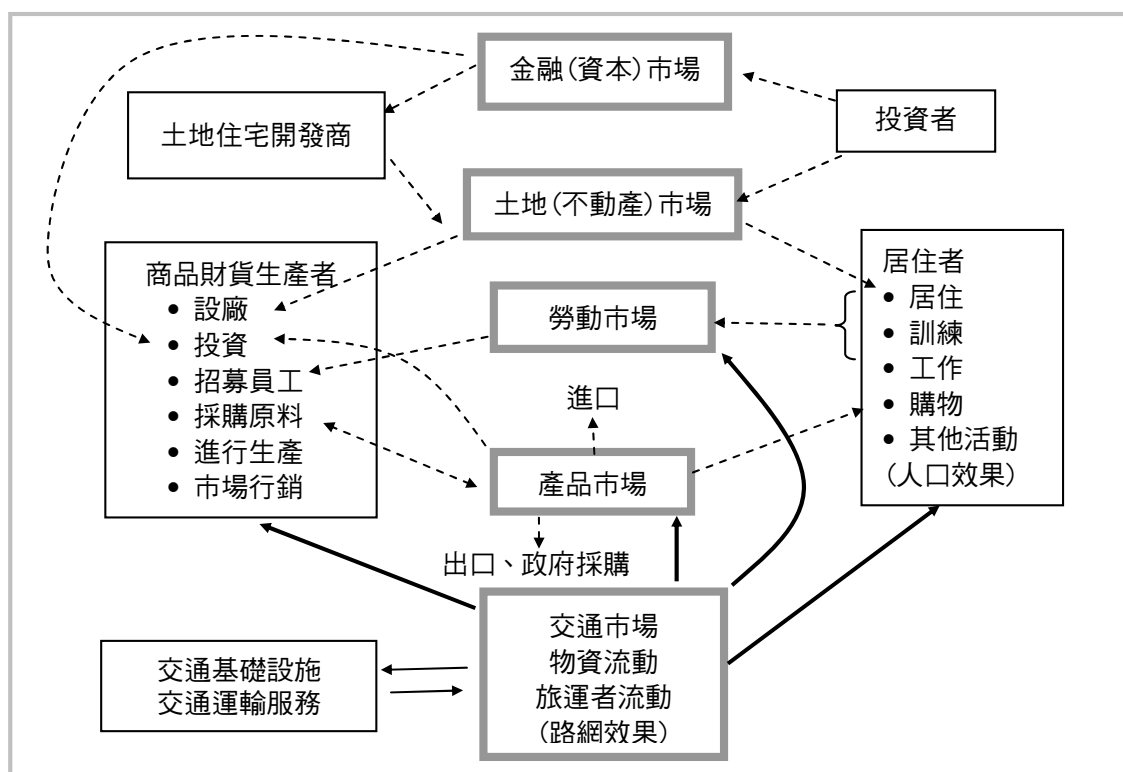 金融(資本)市場
土地住宅開發商
投資者
土地(不動產)市場
商品財貨生產者
• 設廠
• 投資
• 招募員工
• 採購原料
• 進行生產
• 市場行銷
勞動市場
居住者
• 居住
• 訓練
• 工作
• 購物
• 其他活動
(人口效果)
進口
產品市場
出口、政府採購
交通市場
物資流動
旅運者流動
(路網效果)
交通基礎設施
交通運輸服務